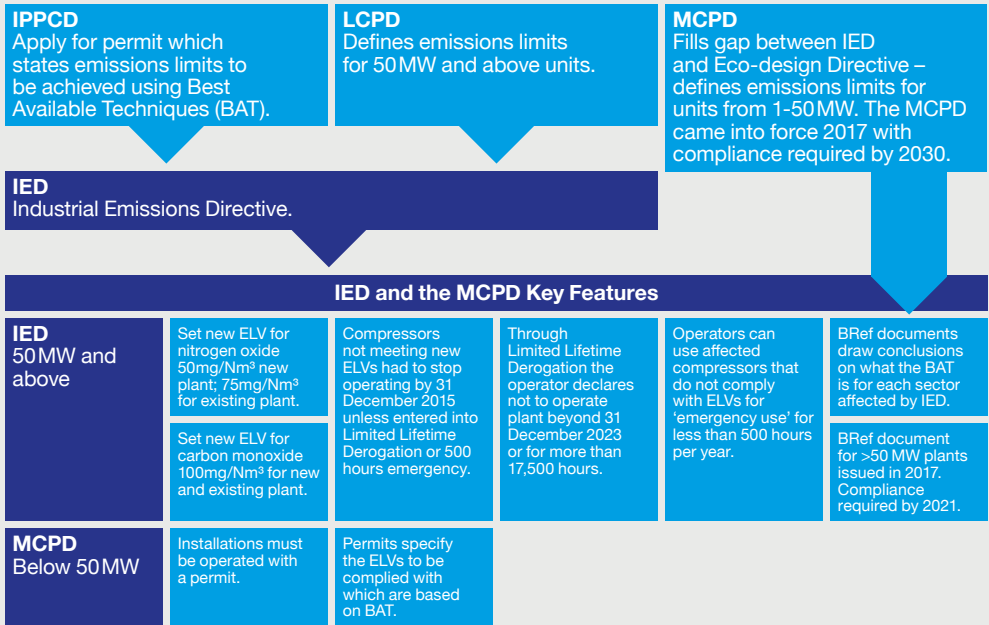 IPPCD
Apply for permit which
states emissions limits to
be achieved using Best
Available Techniques (BAT).
LCPD
Defines emissions limits
for 50 MW and above units.
MCPD
Fills gap between IED
and Eco-design Directive –
defines emissions limits for
units from 1-50 MW. The MCPD
came into force 2017 with
compliance required by 2030.
IED
Industrial Emissions Directive.
IED and the MCPD Key Features
IED
50 MW and
above
Set new ELV for
nitrogen oxide
50mg/Nm³ new
plant; 75mg/Nm³
for existing plant.
Set new ELV for
carbon monoxide
100mg/Nm³ for new
and existing plant.
Compressors
not meeting new
ELVs had to stop
operating by 31
December 2015
unless entered into
Limited Lifetime
Derogation or 500
hours emergency.
Through
Limited Lifetime
Derogation the
operator declares
not to operate
plant beyond 31
December 2023
or for more than
17,500 hours.
Operators can
use affected
compressors that
do not comply
with ELVs for
‘emergency use’ for
less than 500 hours
per year.
BRef documents
draw conclusions
on what the BAT
is for each sector
affected by IED.
BRef document
for >50 MW plants
issued in 2017.
Compliance
required by 2021.
MCPD
Below 50 MW
Installations must
be operated with
a permit.
Permits specify
the ELVs to be
complied with
which are based
on BAT.